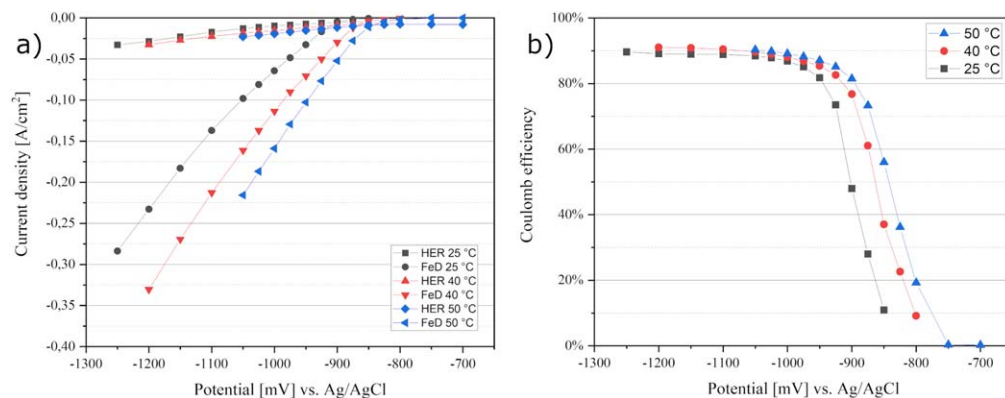 a)
Current density [A/cm²]
0,00
-0,05
-0,10
-0,15
-0,20
-0,25
-0,30
-0,35
-0,40
HER 25 °C
FeD 25 °C
HER 40 °C
FeD 40 °C
HER 50 °C
FeD 50 °C
-1300 -1200 -1100 -1000 -900 -800 -700
Potential [mV] vs. Ag/AgCl
b)
Coulomb efficiency
100%
80%
60%
40%
20%
0%
50 °C
40 °C
25 °C
-1300 -1200 -1100 -1000 -900 -800 -700
Potential [mV] vs. Ag/AgCl